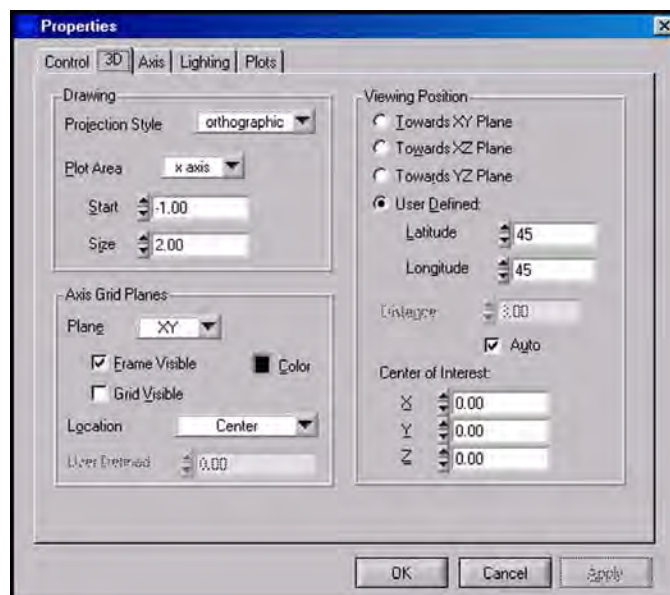 Properties
Control 3D Axis Lighting Plots
Drawing
Projection Style orthographic
Plot Area x axis
Start -1.00
Size 2.00
Axis Grid Planes
Plane XY
Frame Visible Color
Grid Visible
Location Center
User Defined 0.00
Viewing Position
Towards XY Plane
Towards XZ Plane
Towards YZ Plane
User Defined:
Latitude 45
Longitude 45
Distance 3.00
Auto
Center of Interest:
X 0.00
Y 0.00
Z 0.00
OK Cancel Apply